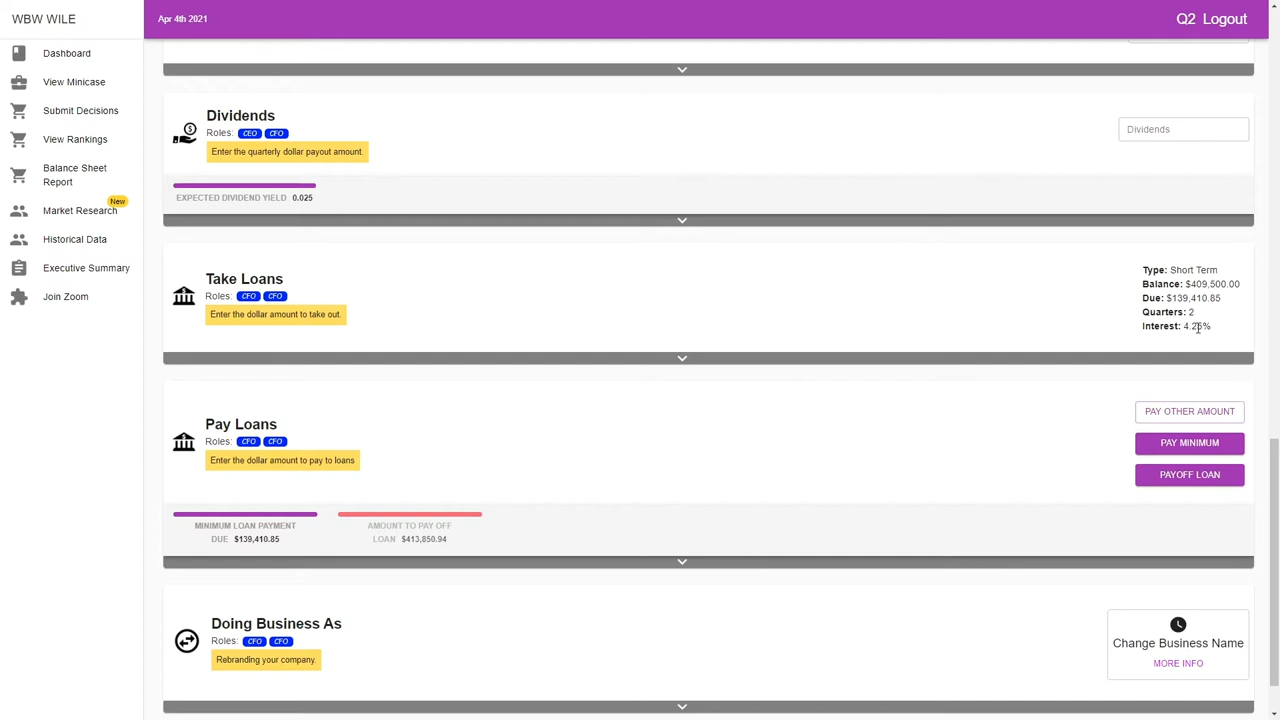 WBW WILE
Apr 4th 2021
Q2 Logout
Dashboard
View Minicase
Submit Decisions
View Rankings
Balance Sheet
Report
New
Market Research
Historical Data
Executive Summary
Join Zoom
Dividends
Roles: CEO CFO
Enter the quarterly dollar payout amount.
Dividends
EXPECTED DIVIDEND YIELD 0.025
Take Loans
Roles: CFO CFO
Enter the dollar amount to take out.
Type: Short Term
Balance: $409,500.00
Due: $139,410.85
Quarters: 2
Interest: 4.25%
Pay Loans
Roles: CFO CFO
Enter the dollar amount to pay to loans
PAY OTHER AMOUNT
PAY MINIMUM
PAYOFF LOAN
MINIMUM LOAN PAYMENT
DUE $139,410.85
AMOUNT TO PAY OFF
LOAN $413,850.94
Doing Business As
Roles: CFO CFO
Rebranding your company.
Change Business Name
MORE INFO